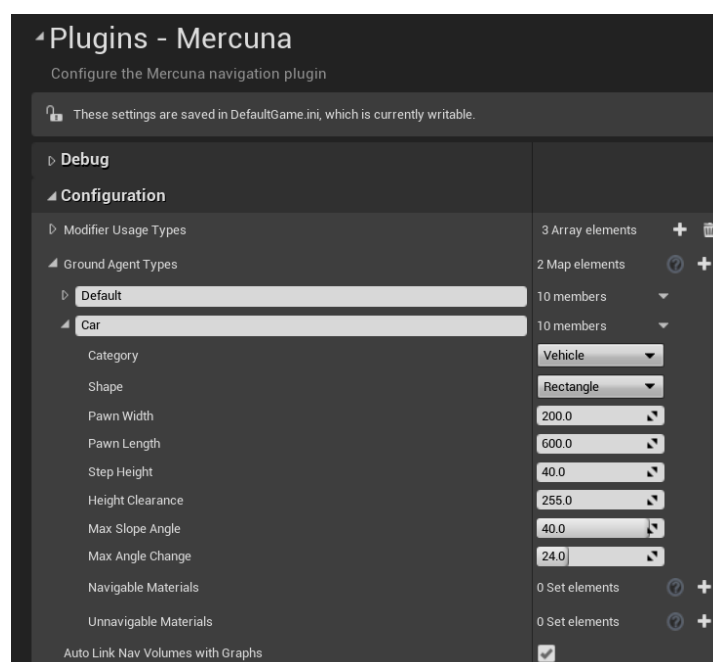 Plugins - Mercuna
Configure the Mercuna navigation plugin
These settings are saved in DefaultGame.ini, which is currently writable.
Debug
Configuration
Modifier Usage Types 3 Array elements
Ground Agent Types 2 Map elements
Default 10 members
Car 10 members
Category Vehicle
Shape Rectangle
Pawn Width 200.0
Pawn Length 600.0
Step Height 40.0
Height Clearance 255.0
Max Slope Angle 40.0
Max Angle Change 24.0
Navigable Materials 0 Set elements
Unnavigable Materials 0 Set elements
Auto Link Nav Volumes with Graphs